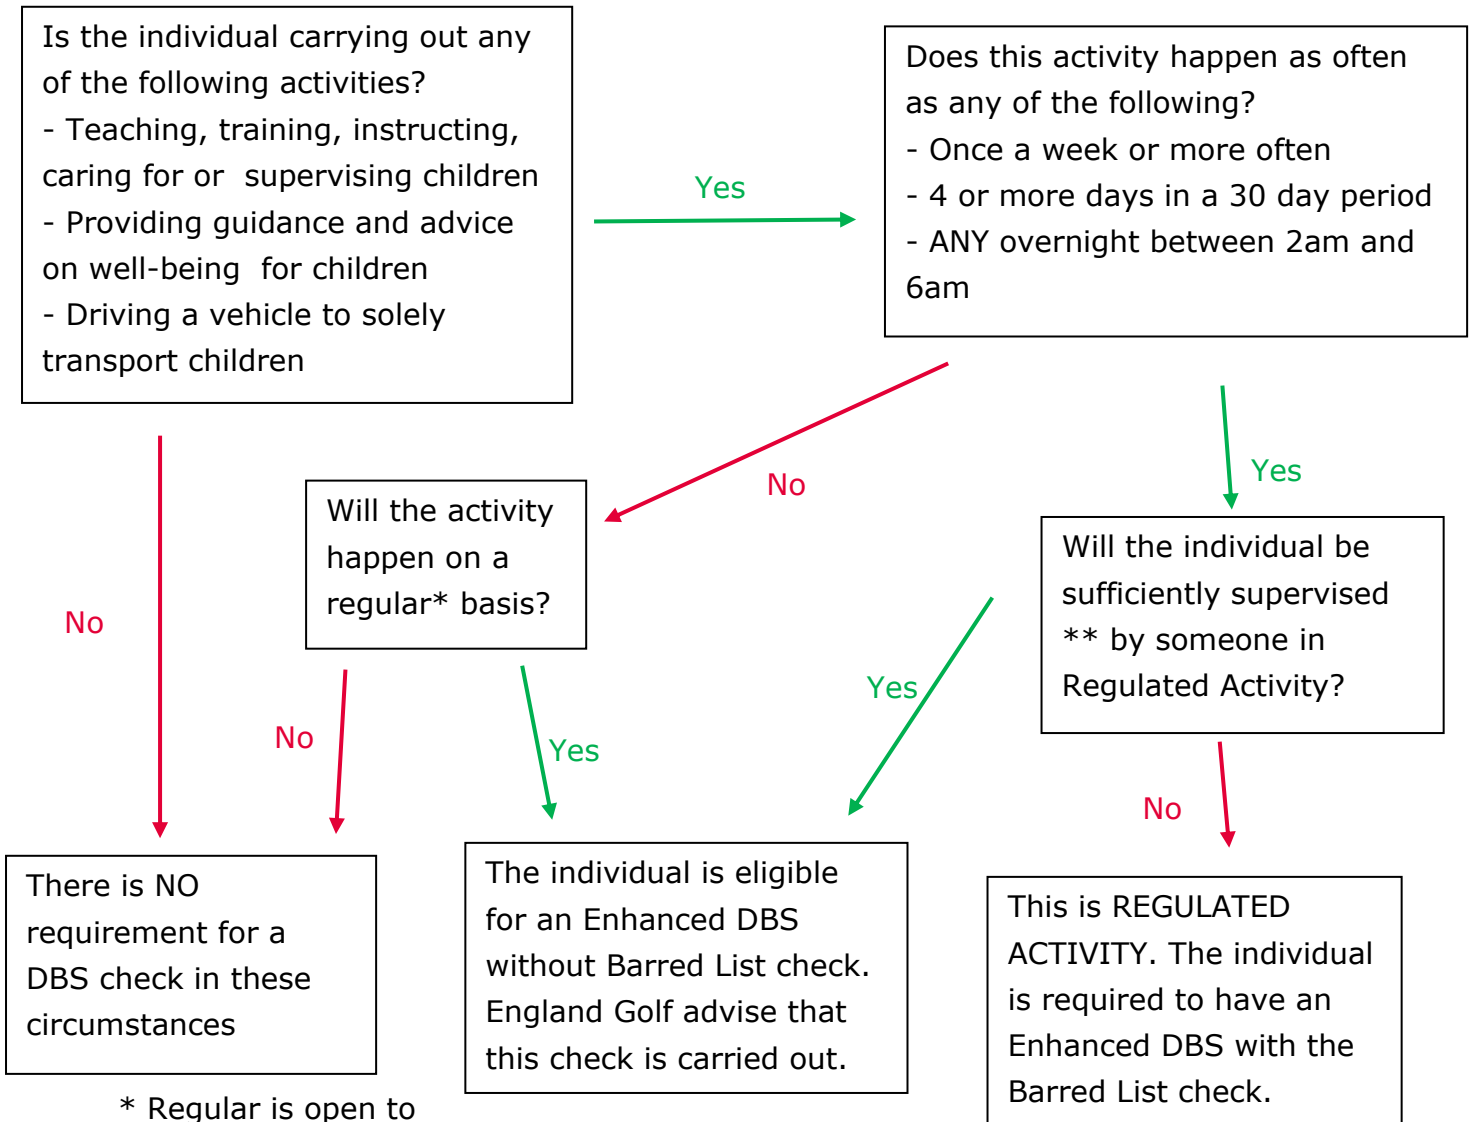 Is the individual carrying out any
of the following activities?
- Teaching, training, instructing,
caring for or  supervising children
- Providing guidance and advice
on well-being  for children
- Driving a vehicle to solely
transport children
Yes
Does this activity happen as often
as any of the following?
- Once a week or more often
- 4 or more days in a 30 day period
- ANY overnight between 2am and
6am
No
Yes
Will the activity
happen on a
regular* basis?
Will the individual be
sufficiently supervised
** by someone in
Regulated Activity?
No
No
Yes
Yes
No
There is NO
requirement for a
DBS check in these
circumstances
The individual is eligible
for an Enhanced DBS
without Barred List check.
England Golf advise that
this check is carried out.
This is REGULATED
ACTIVITY. The individual
is required to have an
Enhanced DBS with the
Barred List check.
* Regular is open to